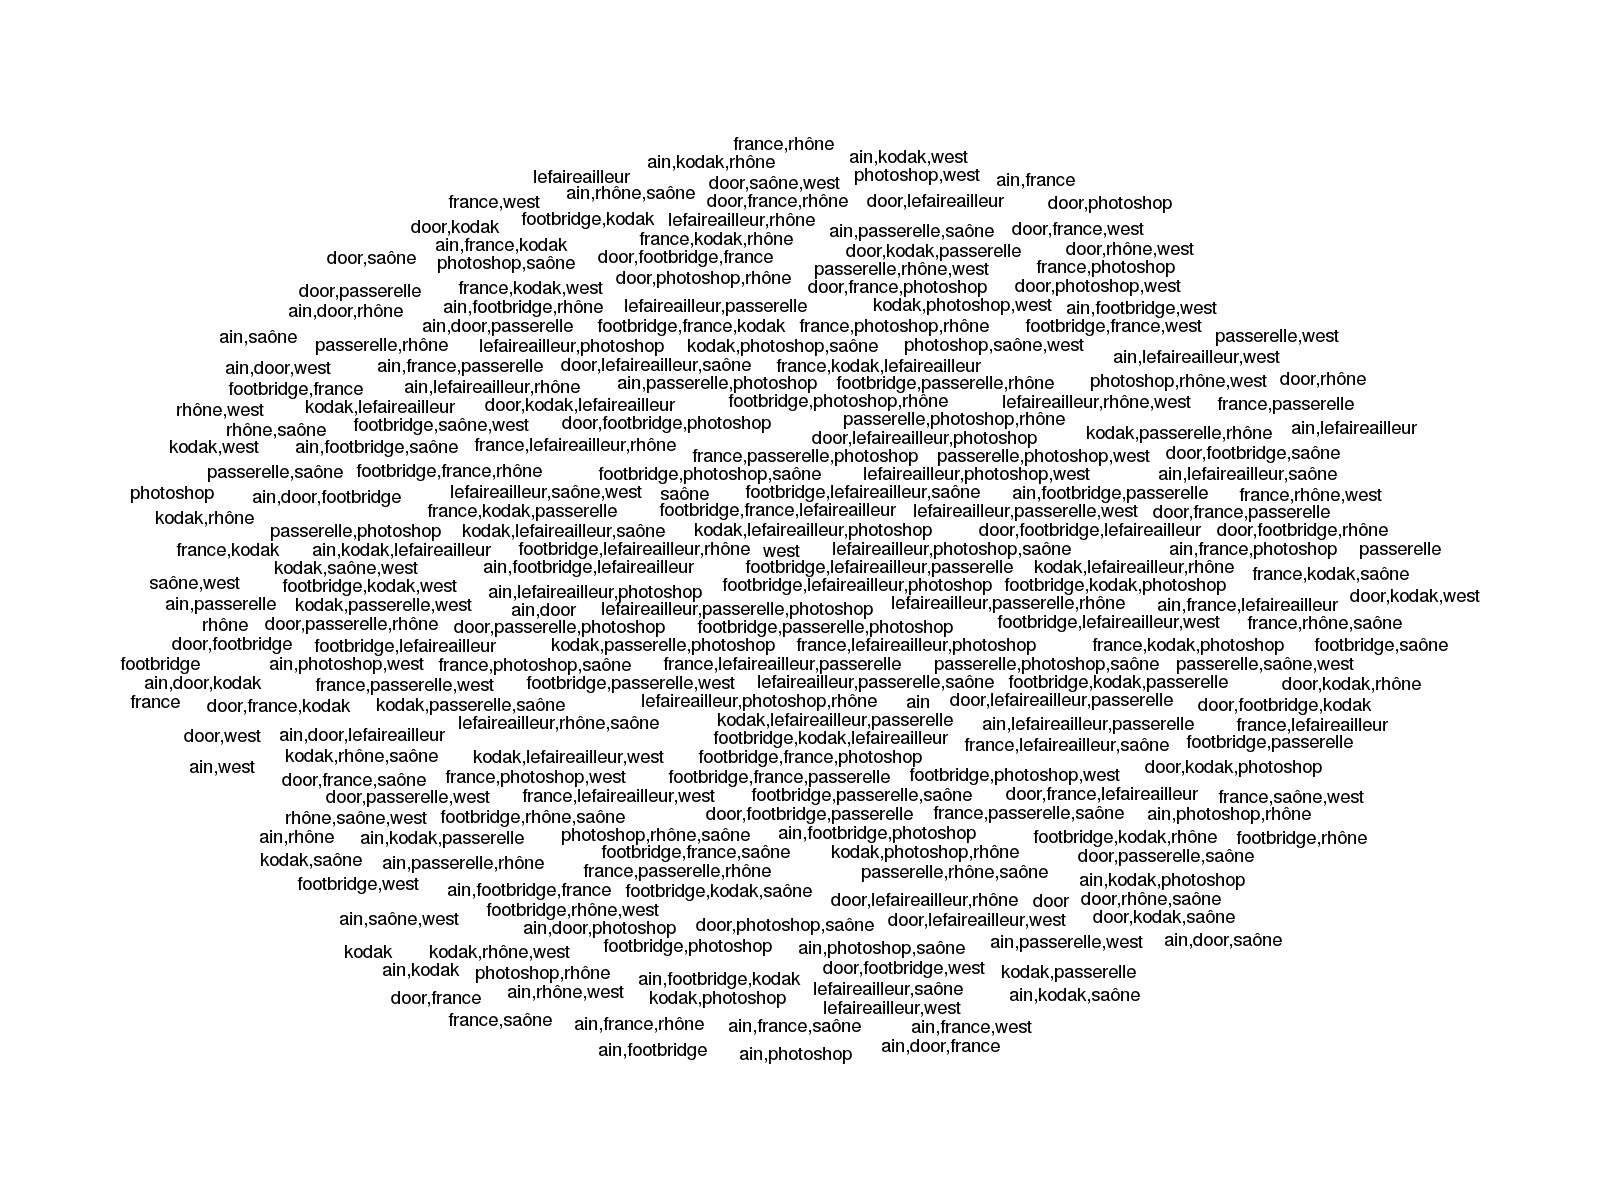 france,rhône
ain,kodak,rhône ain,kodak,west
lefaireailleur door,saône,west photoshop,west ain,france
france,west ain,rhône,saône door,france,rhône door,lefaireailleur door,photoshop
door,kodak footbridge,kodak lefaireailleur,rhône ain,passerelle,saône door,france,west
ain,france,kodak france,kodak,rhône door,kodak,passerelle door,rhône,west
door,saône photoshop,saône door,footbridge,france passerelle,rhône,west france,photoshop
door,passerelle france,kodak,west door,photoshop,rhône door,france,photoshop door,photoshop,west
ain,door,rhône ain,footbridge,rhône lefaireailleur,passerelle kodak,photoshop,west ain,footbridge,west
ain,door,passerelle footbridge,france,kodak france,photoshop,rhône footbridge,france,west
ain,saône passerelle,rhône lefaireailleur,photoshop kodak,photoshop,saône photoshop,saône,west passerelle,west
ain,door,west ain,france,passerelle door,lefaireailleur,saône france,kodak,lefaireailleur ain,lefaireailleur,west
footbridge,france ain,lefaireailleur,rhône ain,passerelle,photoshop footbridge,passerelle,rhône photoshop,rhône,west door,rhône
rhône,west kodak,lefaireailleur door,kodak,lefaireailleur footbridge,photoshop,rhône lefaireailleur,rhône,west france,passerelle
rhône,saône footbridge,saône,west door,footbridge,photoshop passerelle,photoshop,rhône kodak,passerelle,rhône ain,lefaireailleur
kodak,west ain,footbridge,saône france,lefaireailleur,rhône door,lefaireailleur,photoshop
france,passerelle,photoshop passerelle,photoshop,west door,footbridge,saône
passerelle,saône footbridge,france,rhône footbridge,photoshop,saône lefaireailleur,photoshop,west ain,lefaireailleur,saône
photoshop ain,door,footbridge lefaireailleur,saône,west saône footbridge,lefaireailleur,saône ain,footbridge,passerelle france,rhône,west
kodak,rhône france,kodak,passerelle footbridge,france,lefaireailleur lefaireailleur,passerelle,west door,france,passerelle
passerelle,photoshop kodak,lefaireailleur,saône kodak,lefaireailleur,photoshop door,footbridge,lefaireailleur door,footbridge,rhône
france,kodak ain,kodak,lefaireailleur footbridge,lefaireailleur,rhône west lefaireailleur,photoshop,saône ain,france,photoshop passerelle
kodak,saône,west ain,footbridge,lefaireailleur footbridge,lefaireailleur,passerelle kodak,lefaireailleur,rhône france,kodak,saône
saône,west footbridge,kodak,west ain,lefaireailleur,photoshop footbridge,lefaireailleur,photoshop footbridge,kodak,photoshop door,kodak,west
ain,passerelle kodak,passerelle,west ain,door lefaireailleur,passerelle,photoshop lefaireailleur,passerelle,rhône ain,france,lefaireailleur
rhône door,passerelle,rhône door,passerelle,photoshop footbridge,passerelle,photoshop footbridge,lefaireailleur,west france,rhône,saône
door,footbridge footbridge,lefaireailleur kodak,passerelle,photoshop france,lefaireailleur,photoshop france,kodak,photoshop footbridge,saône
footbridge ain,photoshop,west france,photoshop,saône france,lefaireailleur,passerelle passerelle,photoshop,saône passerelle,saône,west
ain,door,kodak france,passerelle,west footbridge,passerelle,west lefaireailleur,passerelle,saône footbridge,kodak,passerelle door,kodak,rhône
france door,france,kodak kodak,passerelle,saône lefaireailleur,photoshop,rhône ain door,lefaireailleur,passerelle door,footbridge,kodak
lefaireailleur,rhône,saône kodak,lefaireailleur,passerelle ain,lefaireailleur,passerelle france,lefaireailleur
door,west ain,door,lefaireailleur footbridge,kodak,lefaireailleur france,lefaireailleur,saône footbridge,passerelle
ain,west kodak,rhône,saône kodak,lefaireailleur,west footbridge,france,photoshop door,kodak,photoshop
door,france,saône france,photoshop,west footbridge,france,passerelle footbridge,photoshop,west
door,passerelle,west france,lefaireailleur,west footbridge,passerelle,saône door,france,lefaireailleur france,saône,west
rhône,saône,west footbridge,rhône,saône door,footbridge,passerelle france,passerelle,saône ain,photoshop,rhône
ain,rhône ain,kodak,passerelle photoshop,rhône,saône ain,footbridge,photoshop footbridge,kodak,rhône footbridge,rhône
kodak,saône ain,passerelle,rhône footbridge,france,saône kodak,photoshop,rhône door,passerelle,saône
footbridge,west france,passerelle,rhône passerelle,rhône,saône ain,kodak,photoshop
ain,footbridge,france footbridge,kodak,saône door,lefaireailleur,rhône door door,rhône,saône
ain,saône,west footbridge,rhône,west door,lefaireailleur,west door,kodak,saône
ain,door,photoshop door,photoshop,saône
kodak kodak,rhône,west footbridge,photoshop ain,photoshop,saône ain,passerelle,west ain,door,saône
ain,kodak photoshop,rhône ain,footbridge,kodak door,footbridge,west kodak,passerelle
door,france ain,rhône,west kodak,photoshop lefaireailleur,saône ain,kodak,saône
lefaireailleur,west
france,saône ain,france,rhône ain,france,saône ain,france,west
ain,footbridge ain,photoshop ain,door,france